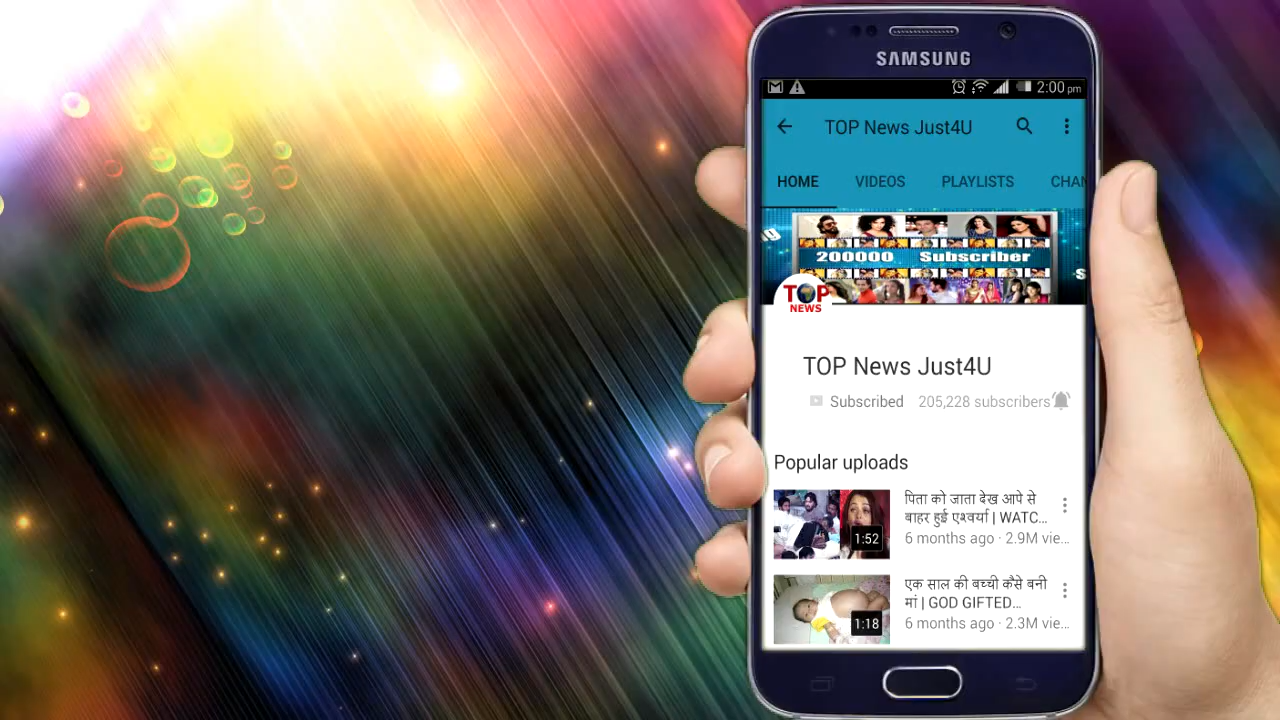 SAMSUNG
2:00 pm
TOP News Just4U
HOME VIDEOS PLAYLISTS CHAN
200000 Subscriber
TOP
NEWS
TOP News Just4U
Subscribed 205,228 subscribers
Popular uploads
पिता को जाता देख आपे से
बाहर हुई एश्वर्या | WATC...
6 months ago · 2.9M vie...
1:52
एक साल की बच्ची कैसे बनी
मां | GOD GIFTED...
6 months ago · 2.3M vie...
1:18